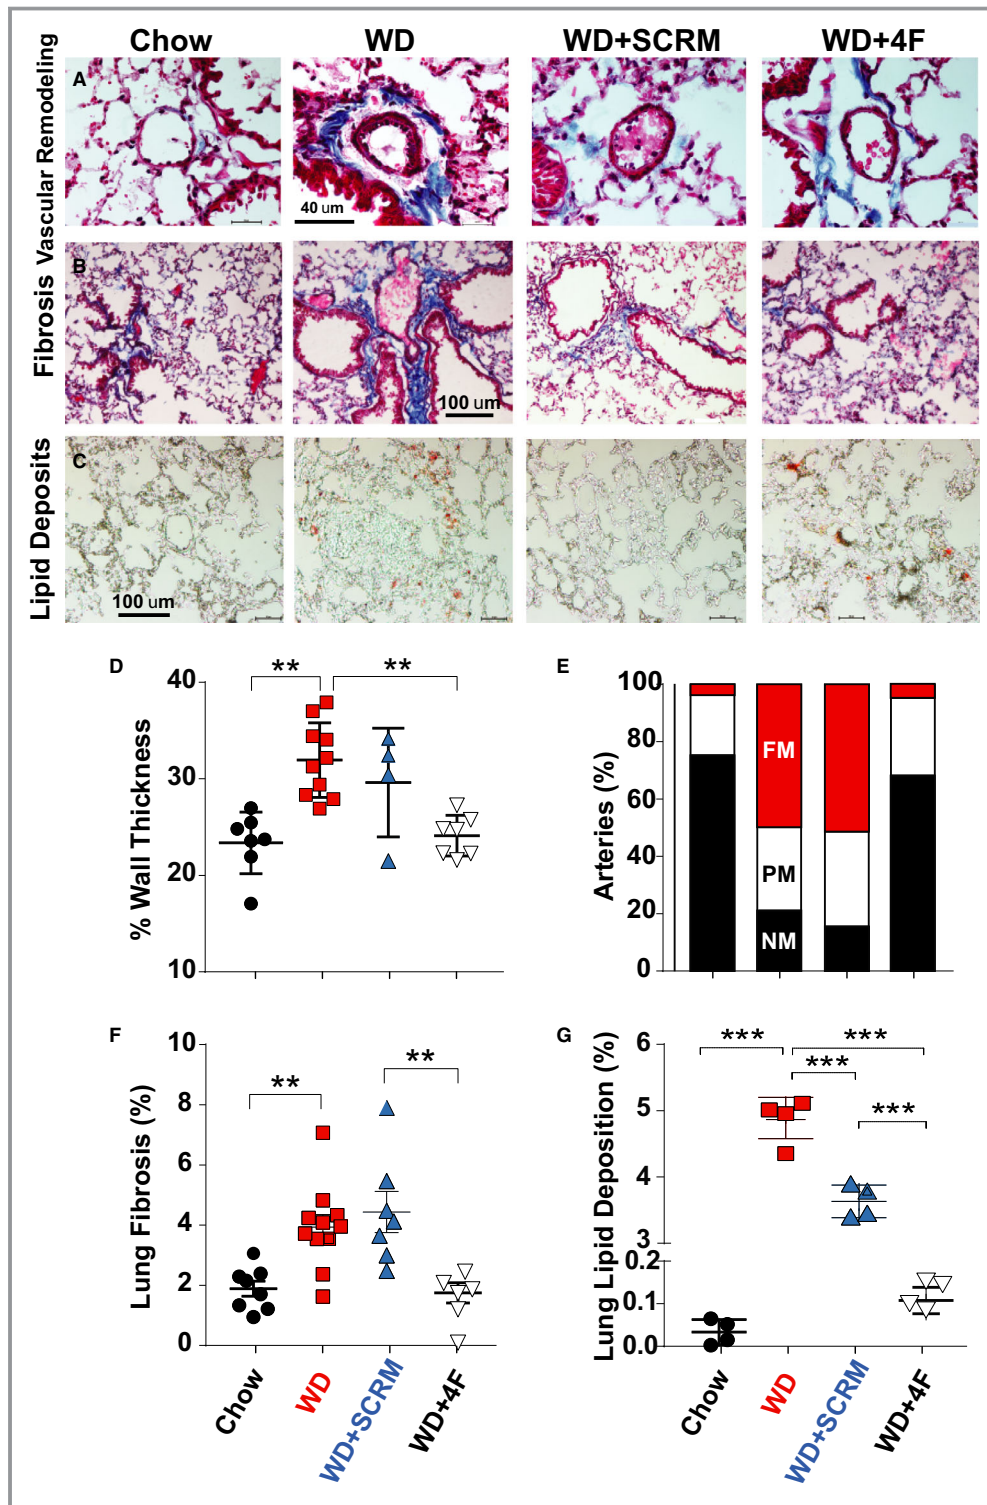 Chow WD WD+SCRM WD+4F
Vascular Remodeling
A
40 um
Fibrosis
B
100 um
Lipid Deposits
C
100 um
D
** **
% Wall Thickness
40
30
20
10
E
Arteries (%)
100
80
60
40
20
0
FM
PM
NM
F
** **
Lung Fibrosis (%)
10
8
6
4
2
0
Chow WD WD+SCRM WD+4F
G
*** *** *** ***
Lung Lipid Deposition (%)
6
5
4
3
0.2
0.1
0.0
Chow WD WD+SCRM WD+4F